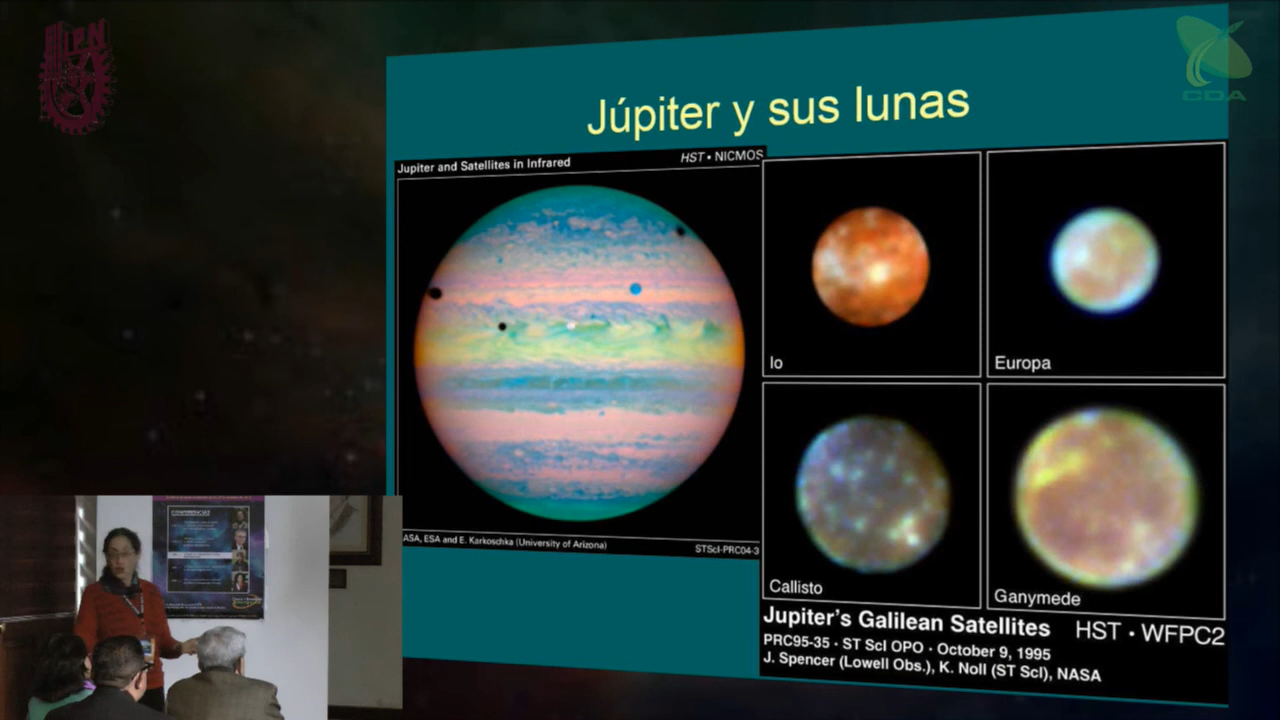 IPN
CDA
Júpiter y sus lunas
Jupiter and Satellites in Infrared
HST • NICMOS
Io
Europa
Callisto
Ganymede
ASA, ESA and E. Karkoschka (University of Arizona)
STScI-PRC04-3
Jupiter's Galilean Satellites
HST • WFPC2
PRC95-35 • ST ScI OPO • October 9, 1995
J. Spencer (Lowell Obs.), K. Noll (ST ScI), NASA
CONFERENCIAS